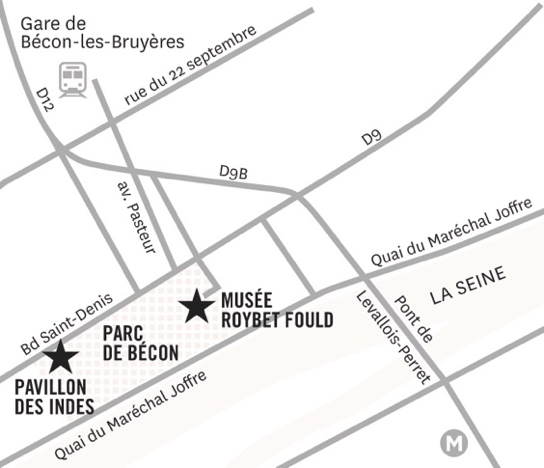 Gare de
Bécon-les-Bruyères
rue du 22 septembre
D12
D9
D9B
av. Pasteur
Quai du Maréchal Joffre
LA SEINE
MUSÉE
ROYBET FOULD
Bd Saint-Denis
PARC
DE BÉCON
Pont de
Levallois-Perret
PAVILLON
DES INDES
Quai du Maréchal Joffre
M